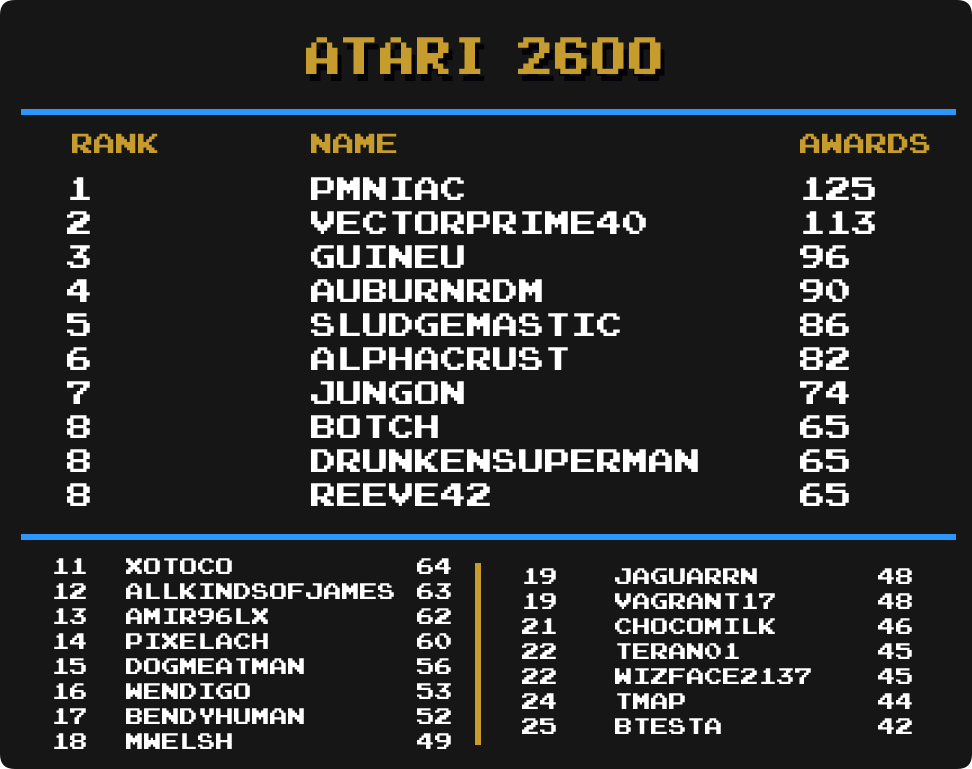 ATARI 2600
RANK NAME AWARDS
1 PMNIAC 125
2 VECTORPRIME40 113
3 GUINEU 96
4 AUBURNRDM 90
5 SLUDGEMASTIC 86
6 ALPHACRUST 82
7 JUNGON 74
8 BOTCH 65
8 DRUNKENSUPERMAN 65
8 REEVE42 65
11 XOTOCO 64
12 ALLKINDSOFJAMES 63
13 AMIR96LX 62
14 PIXELACH 60
15 DOGMEATMAN 56
16 WENDIGO 53
17 BENDYHUMAN 52
18 MWELSH 49
19 JAGUARRN 48
19 VAGRANT17 48
21 CHOCOMILK 46
22 TERAN01 45
22 WIZFACE2137 45
24 TMAP 44
25 BTESTA 42